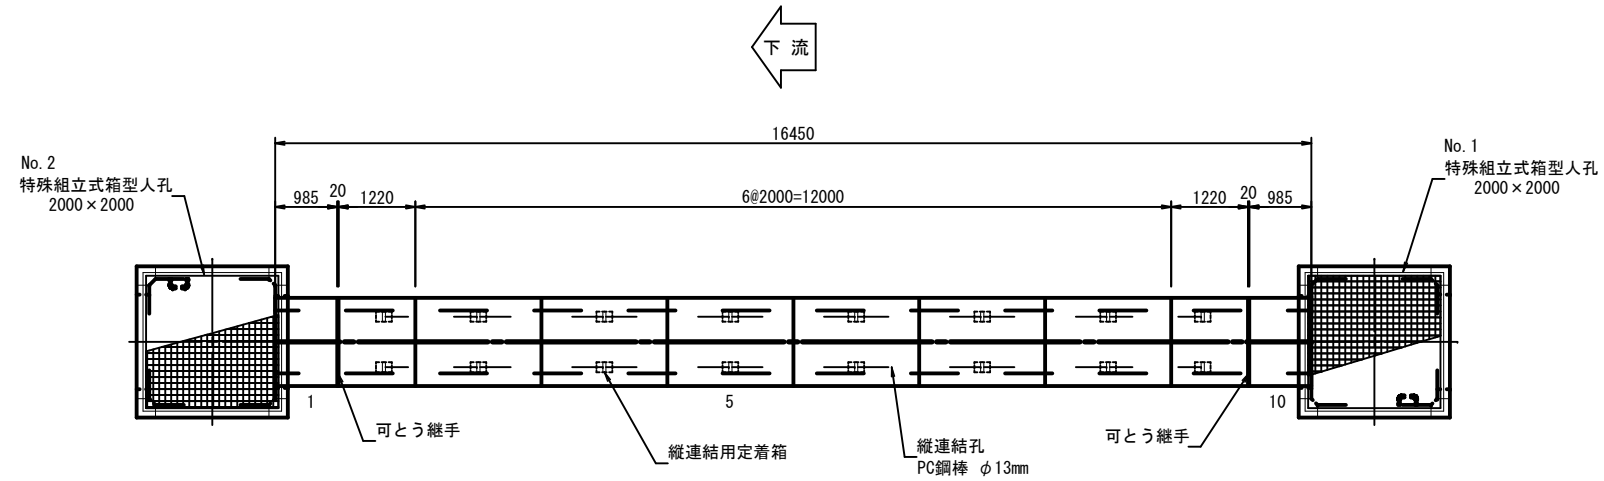 下 流
16450
No.2
特殊組立式箱型人孔
2000×2000
No.1
特殊組立式箱型人孔
2000×2000
985
20
1220
6@2000=12000
1220
20
985
1
5
10
可とう継手
縦連結用定着箱
縦連結孔
PC鋼棒 φ13mm
可とう継手